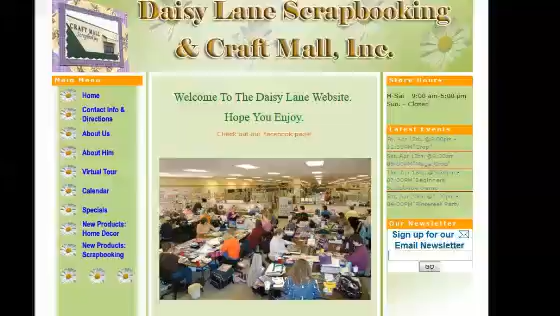 Daisy Lane Scrapbooking
& Craft Mall, Inc.
CRAFT MALL
Main Menu
Home
Contact Info &
Directions
About Us
About Him
Virtual Tour
Calendar
Specials
New Products:
Home Decor
New Products:
Scrapbooking
Welcome To The Daisy Lane Website.
Hope You Enjoy.
Check out our Facebook page!
Store Hours
M-Sat 9:00 am-5:00 pm
Sun. - Closed
Latest Events
Our Newsletter
Sign up for our
Email Newsletter
GO